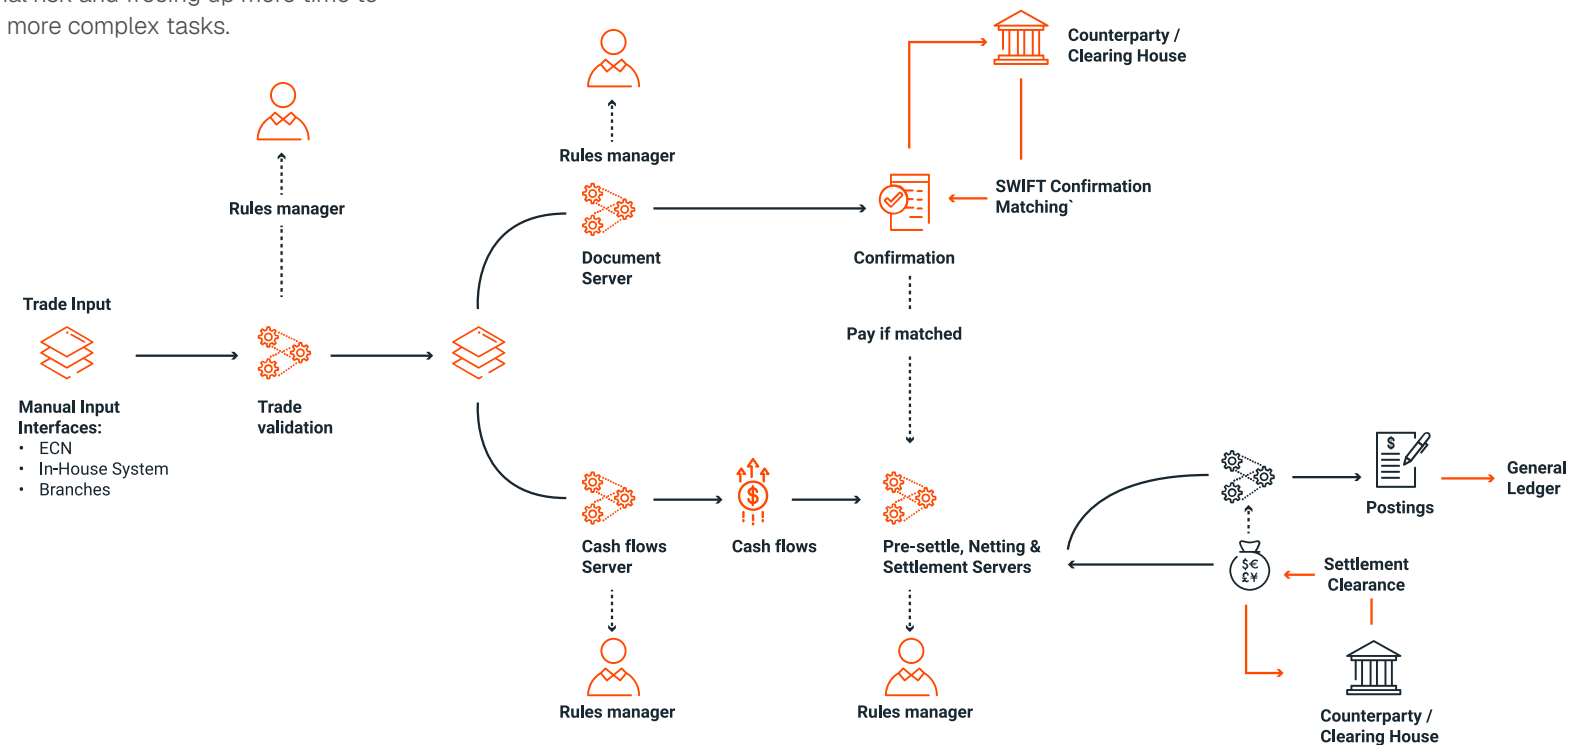 more complex tasks.
Counterparty /
Clearing House
Rules manager
Rules manager
SWIFT Confirmation
Matching`
Document
Server
Confirmation
Trade Input
Pay if matched
Manual Input
Interfaces:
• ECN
• In-House System
• Branches
Trade
validation
$
$
General
Ledger
Postings
Cash flows
Server
Cash flows
Pre-settle, Netting &
Settlement Servers
$€
£¥
Settlement
Clearance
Rules manager
Rules manager
Counterparty /
Clearing House